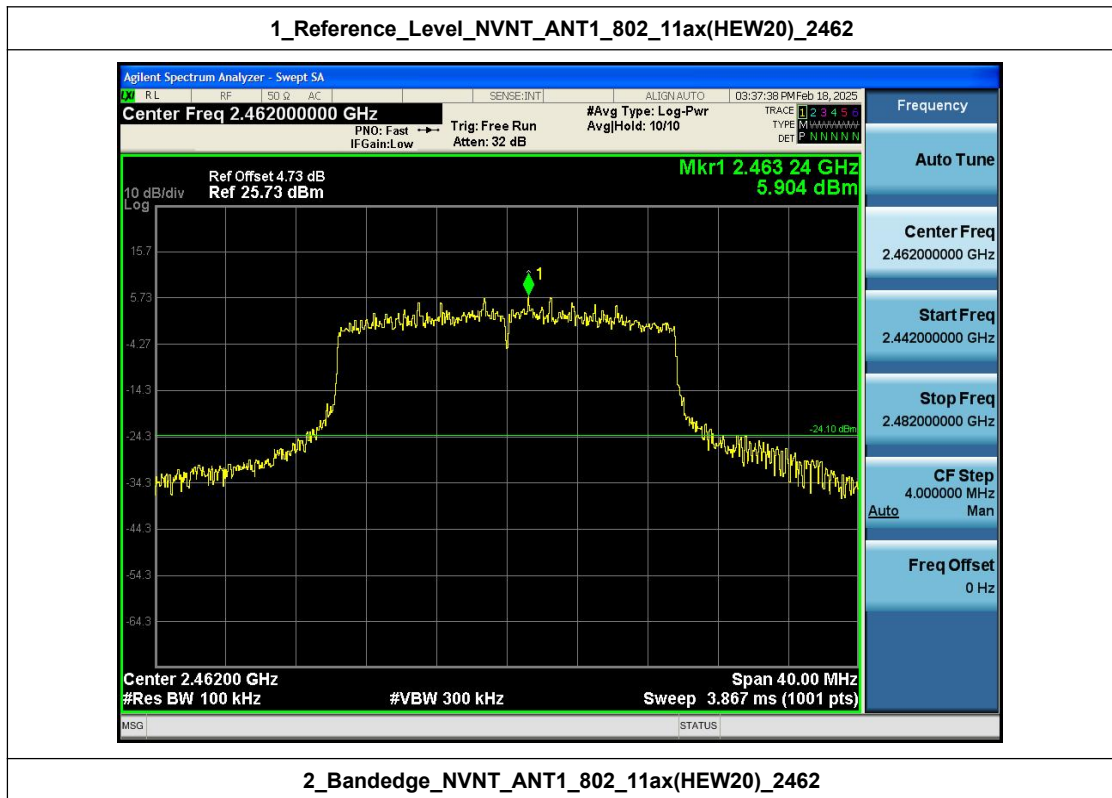 1_Reference_Level_NVNT_ANT1_802_11ax(HEW20)_2462
Agilent Spectrum Analyzer - Swept SA
LXI RL RF 50 Ω AC SENSE:INT ALIGN AUTO 03:37:38 PM Feb 18, 2025
Center Freq 2.462000000 GHz
PNO: Fast
IFGain:Low
Trig: Free Run
Atten: 32 dB
#Avg Type: Log-Pwr
Avg|Hold: 10/10
TRACE 1 2 3 4 5 6
TYPE M
DET P N N N N N
Mkr1 2.463 24 GHz
5.904 dBm
Ref Offset 4.73 dB
10 dB/div Ref 25.73 dBm
Log
15.7
5.73
-4.27
-14.3
-24.3
-34.3
-44.3
-54.3
-64.3
1
-24.10 dBm
Center 2.46200 GHz Span 40.00 MHz
#Res BW 100 kHz #VBW 300 kHz Sweep 3.867 ms (1001 pts)
MSG STATUS
Frequency
Auto Tune
Center Freq
2.462000000 GHz
Start Freq
2.442000000 GHz
Stop Freq
2.482000000 GHz
CF Step
4.000000 MHz
Auto Man
Freq Offset
0 Hz
2_Bandedge_NVNT_ANT1_802_11ax(HEW20)_2462